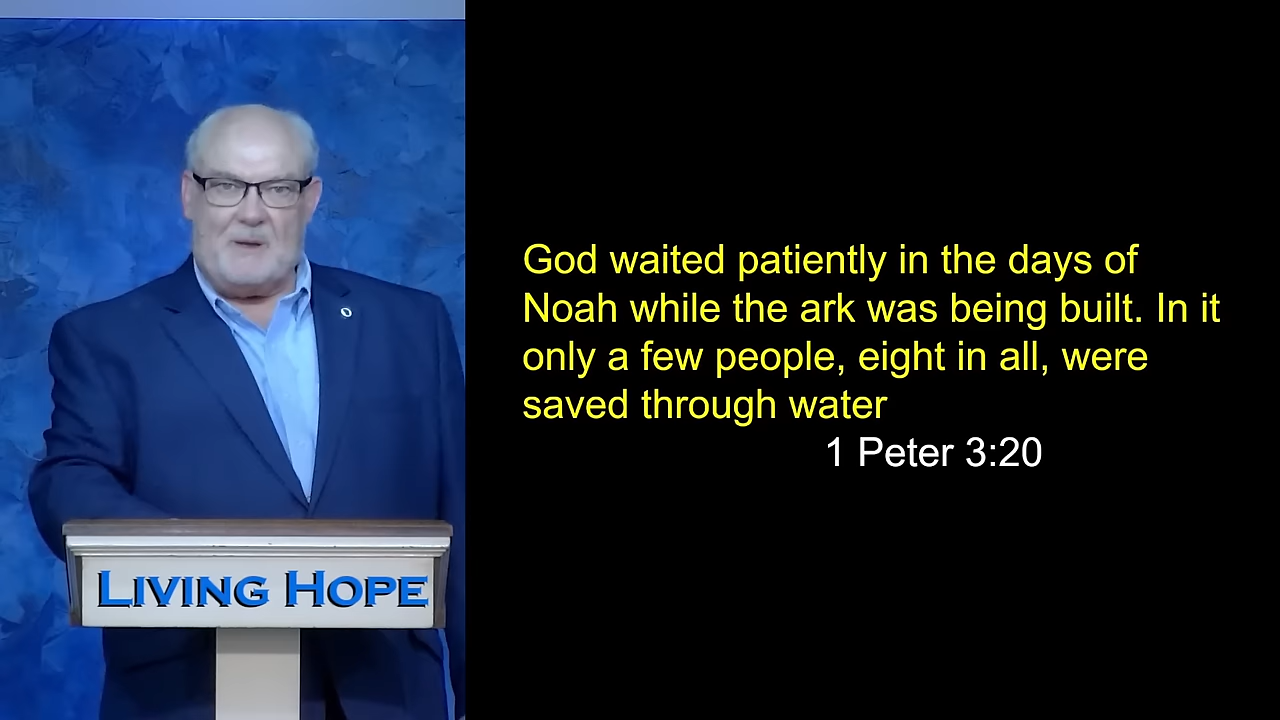 God waited patiently in the days of
Noah while the ark was being built. In it
only a few people, eight in all, were
saved through water
1 Peter 3:20
LIVING HOPE